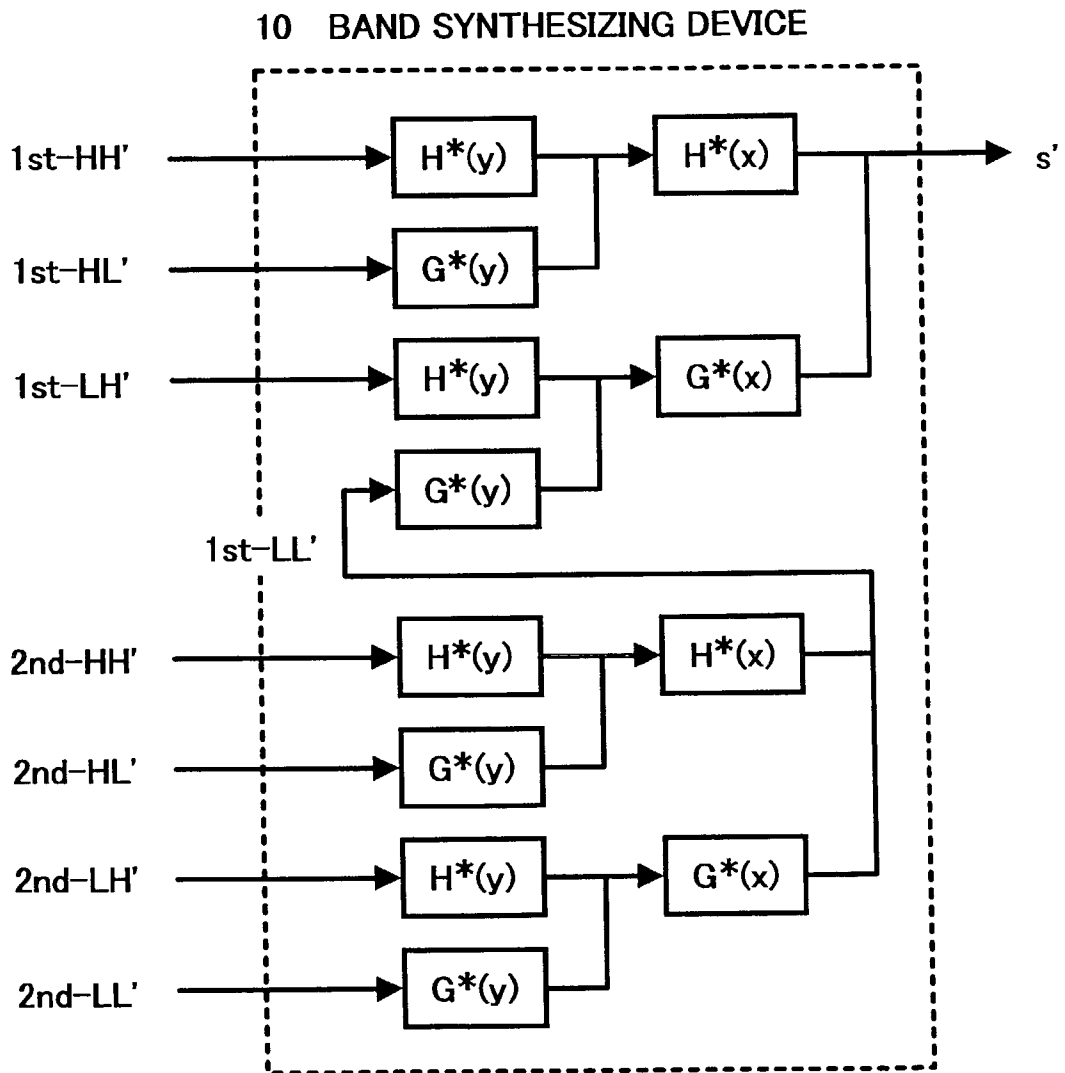 10 BAND SYNTHESIZING DEVICE
1st-HH' H*(y) H*(x) s'
1st-HL' G*(y)
1st-LH' H*(y) G*(x)
G*(y)
1st-LL'
2nd-HH' H*(y) H*(x)
2nd-HL' G*(y)
2nd-LH' H*(y) G*(x)
2nd-LL' G*(y)